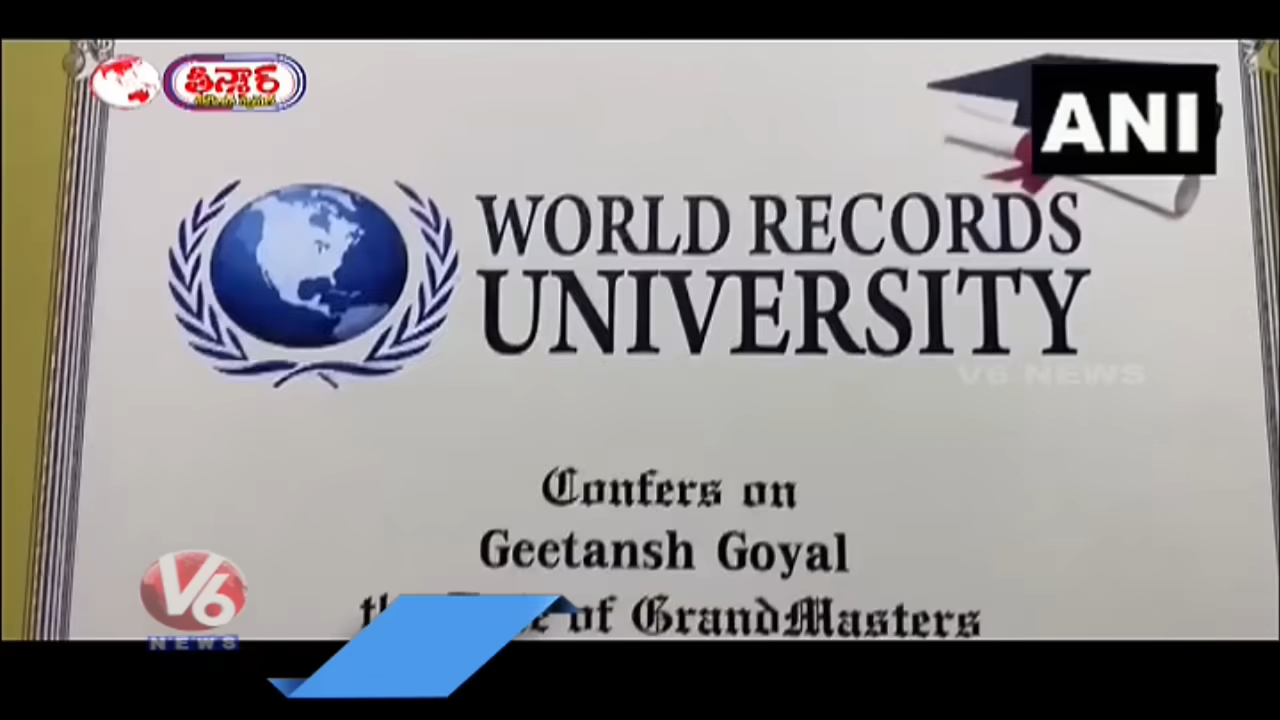 తీన్మార్
ANI
WORLD RECORDS
UNIVERSITY
V6 NEWS
Confers on
Geetansh Goyal
of GrandMasters
V6
NEWS